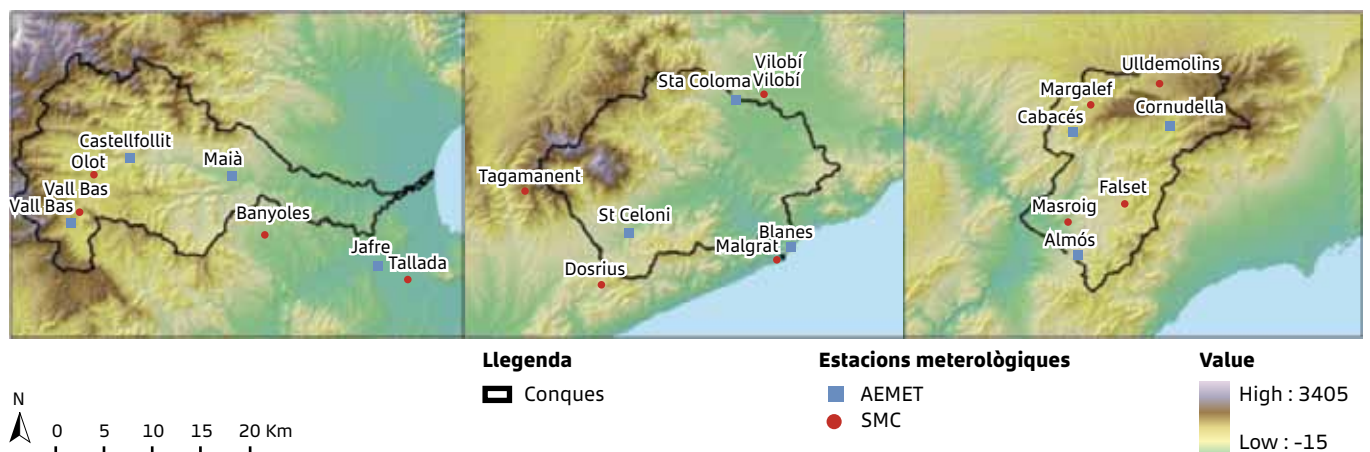 Castellfollit
Olot
Maià
Vall Bas
Vall Bas
Banyoles
Jafre
Tallada
Vilobí
Sta Coloma Vilobí
Tagamanent
St Celoni
Blanes
Malgrat
Dosrius
Ulldemolins
Margalef
Cornudella
Cabacés
Falset
Masroig
Almós
Llegenda
Conques
Estacions meterològiques
AEMET
SMC
Value
High : 3405
Low : -15
N
0 5 10 15 20 Km